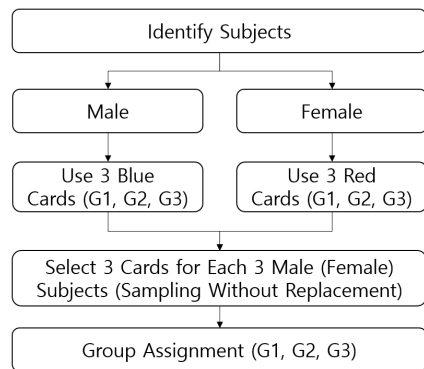 Identify Subjects
Male
Female
Use 3 Blue
Cards (G1, G2, G3)
Use 3 Red
Cards (G1, G2, G3)
Select 3 Cards for Each 3 Male (Female)
Subjects (Sampling Without Replacement)
Group Assignment (G1, G2, G3)